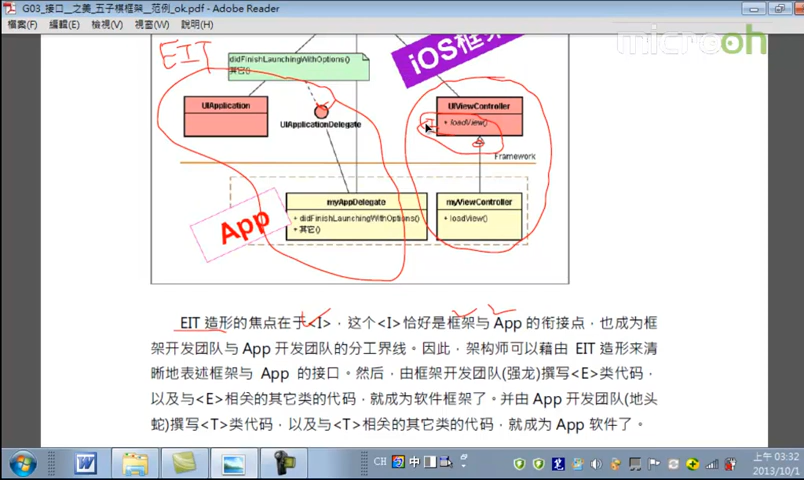 G03_接口__之美_五子棋框架__范例_ok.pdf - Adobe Reader
檔案(F) 編輯(E) 檢視(V) 視窗(W) 說明(H)
microoh
EIT
didFinishLaunchingWithOptions()
其它()
iOS框
UIApplication
UIApplicationDelegate
UIViewController
+ loadView()
Framework
App
myAppDelegate
+ didFinishLaunchingWithOptions()
+ 其它()
myViewController
+ loadView()
EIT 造形的焦点在于<I>，这个<I>恰好是框架与 App 的衔接点，也成为框
架开发团队与 App 开发团队的分工界线。因此，架构师可以藉由 EIT 造形来清
晰地表述框架与 App 的接口。然后，由框架开发团队(强龙)撰写<E>类代码，
以及与<E>相关的其它类的代码，就成为软件框架了。并由 App 开发团队(地头
蛇)撰写<T>类代码，以及与<T>相关的其它类的代码，就成为 App 软件了。
CH 中
上午 03:32
2013/10/1